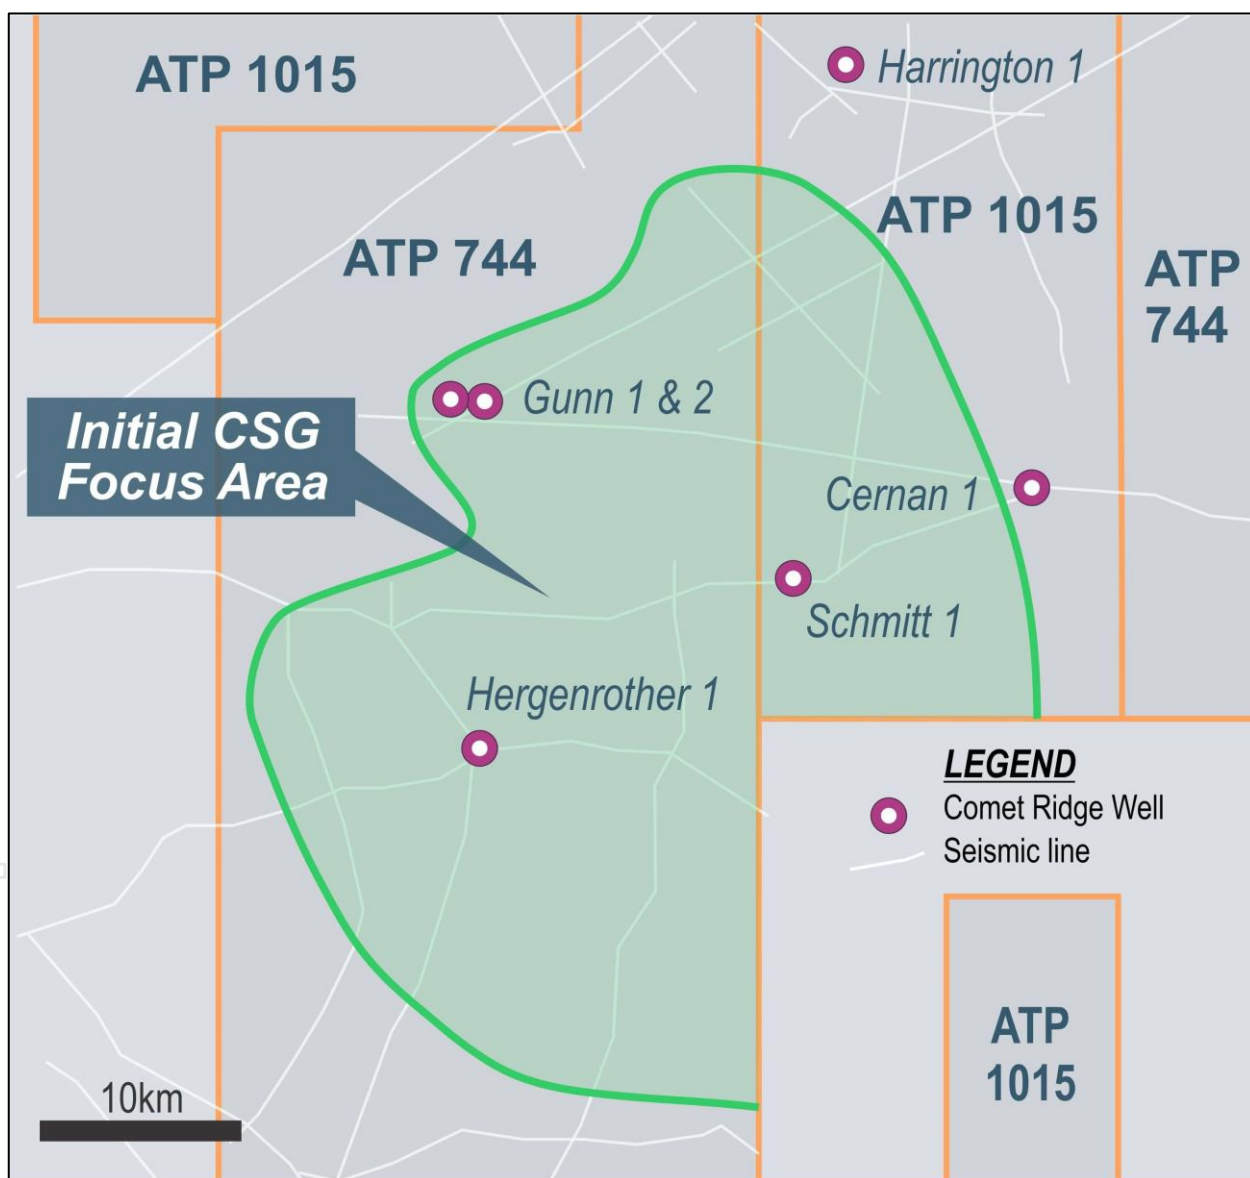 ATP 1015
Harrington 1
ATP 1015
ATP 744
ATP
744
Gunn 1 & 2
Initial CSG
Focus Area
Cernan 1
Schmitt 1
Hergenrother 1
LEGEND
Comet Ridge Well
Seismic line
ATP
1015
10km